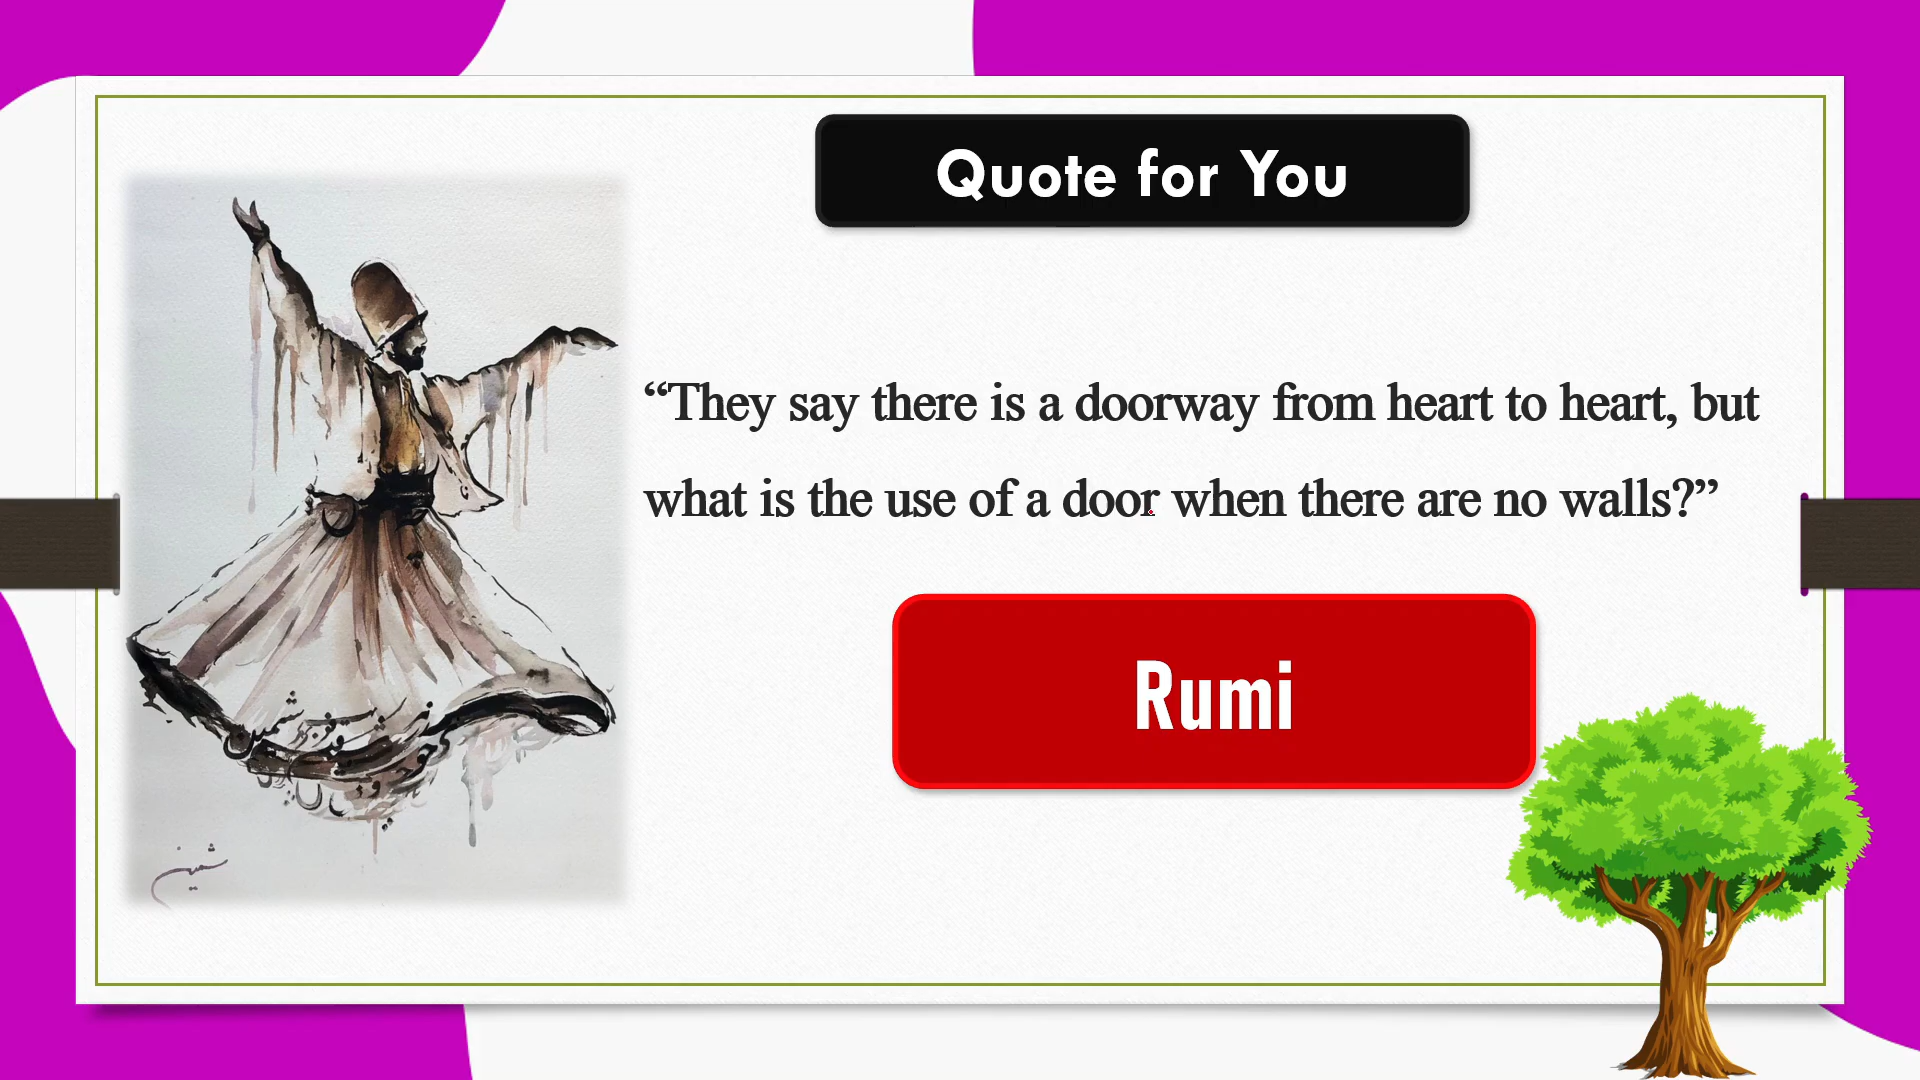 Quote for You
“They say there is a doorway from heart to heart, but
what is the use of a door when there are no walls?”
Rumi